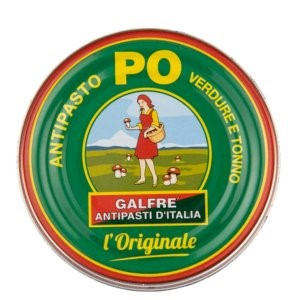 PO
ANTIPASTO
VERDURE E TONNO
GALFRE
ANTIPASTI D'ITALIA
l'Originale